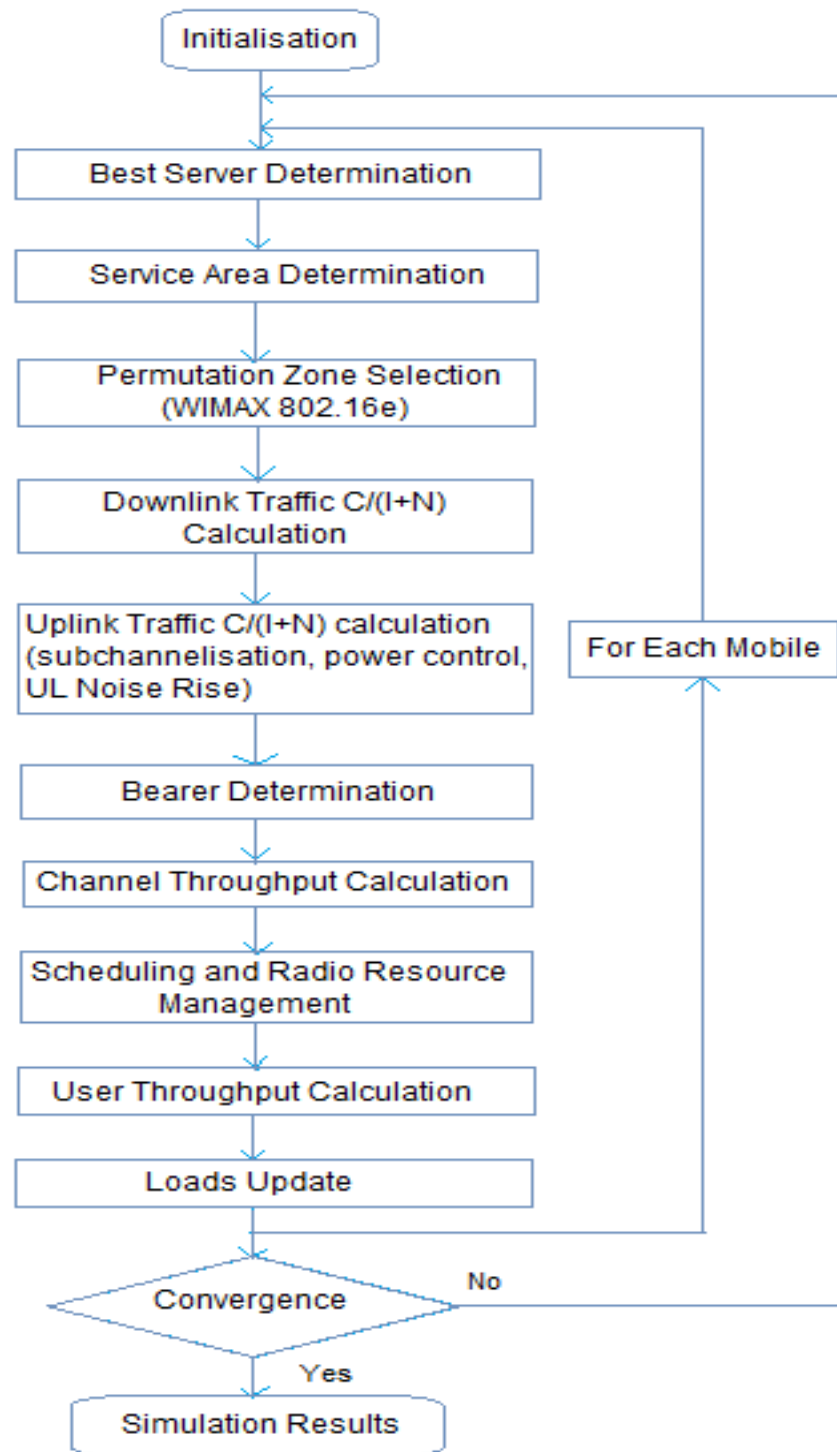 Initialisation
Best Server Determination
Service Area Determination
Permutation Zone Selection
(WIMAX 802.16e)
Downlink Traffic C/(I+N)
Calculation
Uplink Traffic C/(I+N) calculation
(subchannelisation, power control,
UL Noise Rise)
For Each Mobile
Bearer Determination
Channel Throughput Calculation
Scheduling and Radio Resource
Management
User Throughput Calculation
Loads Update
Convergence
No
Yes
Simulation Results